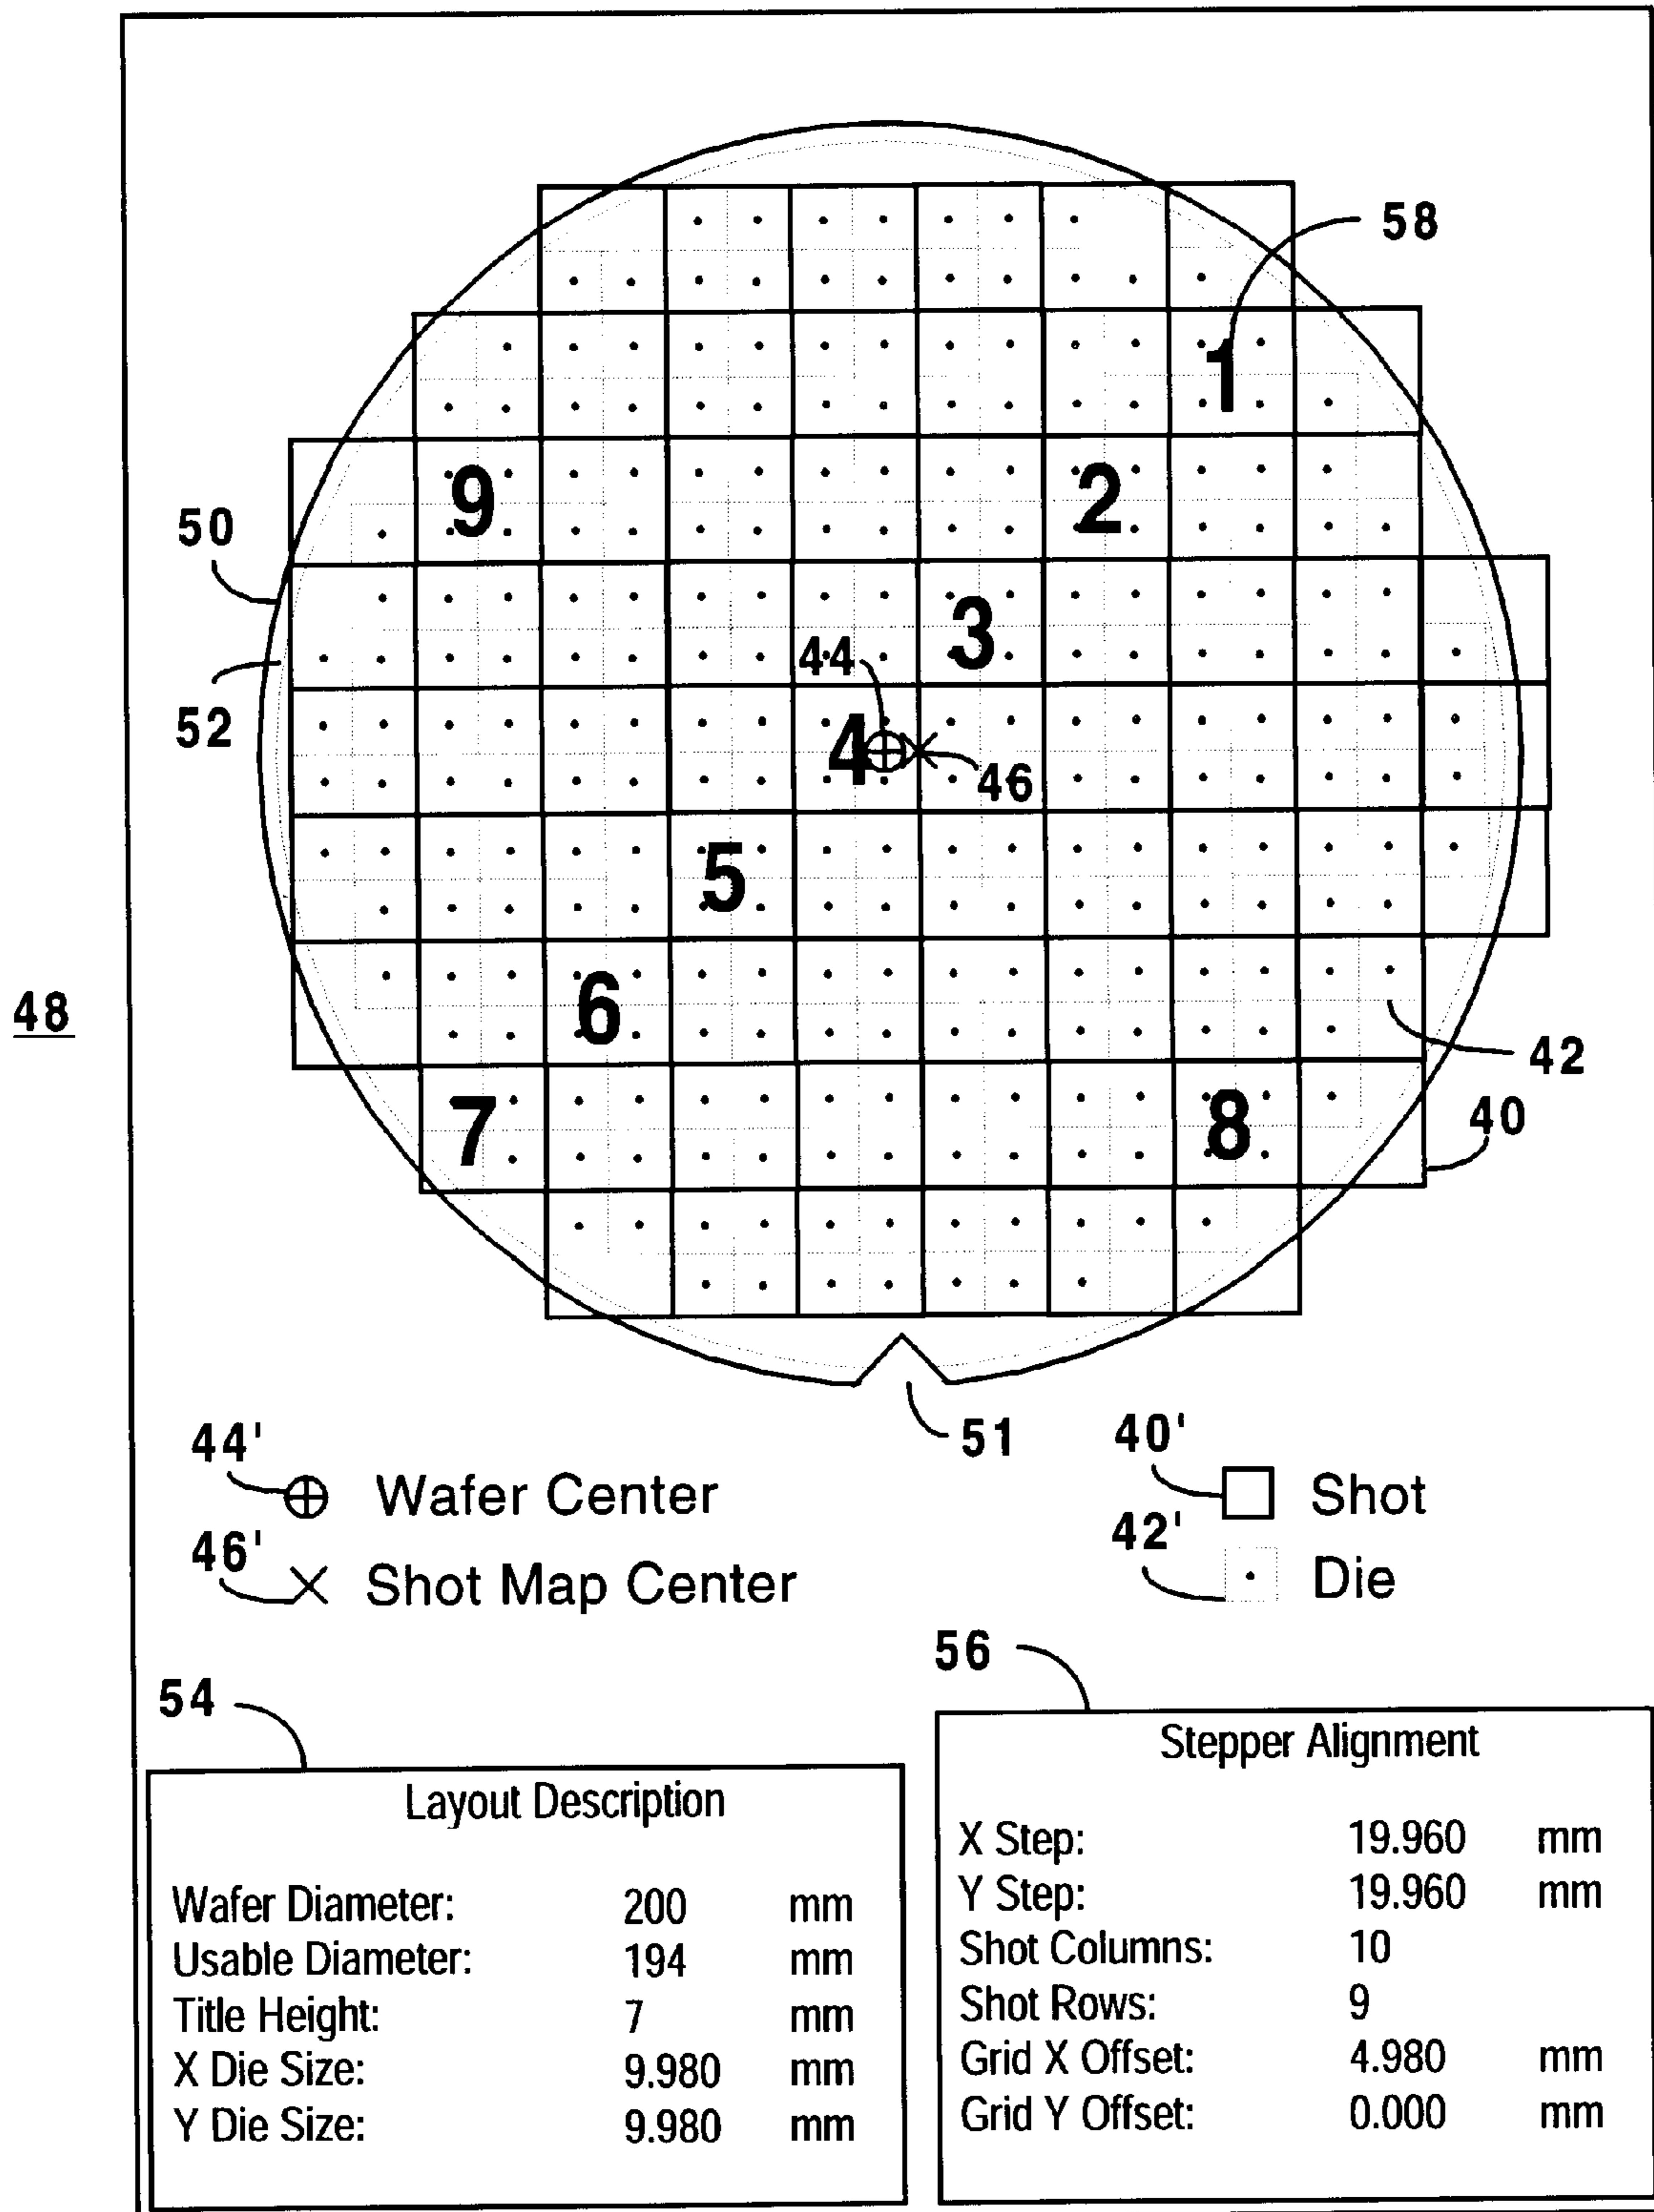 58
1
9
2
50
3
44
52
4
46
5
48
6
42
7
8
40
51
44'
40'
Wafer Center
Shot
46'
42'
Shot Map Center
Die
56
54
Stepper Alignment
Layout Description
X Step: 19.960 mm
Y Step: 19.960 mm
Shot Columns: 10
Shot Rows: 9
Grid X Offset: 4.980 mm
Grid Y Offset: 0.000 mm
Wafer Diameter: 200 mm
Usable Diameter: 194 mm
Title Height: 7 mm
X Die Size: 9.980 mm
Y Die Size: 9.980 mm